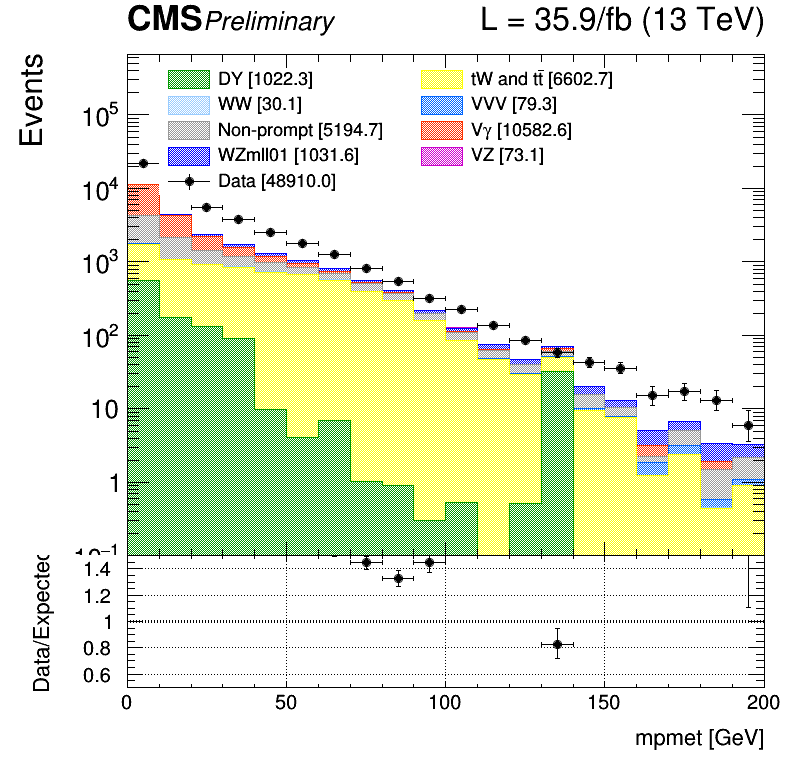 CMS Preliminary L = 35.9/fb (13 TeV)
Events
DY [1022.3]
tW and tt̄ [6602.7]
WW [30.1]
VVV [79.3]
Non-prompt [5194.7]
Vγ [10582.6]
WZmll01 [1031.6]
VZ [73.1]
Data [48910.0]
10⁵
10⁴
10³
10²
10
1
10⁻¹
Data/Expected
1.4
1.2
1
0.8
0.6
0 50 100 150 200
mpmet [GeV]